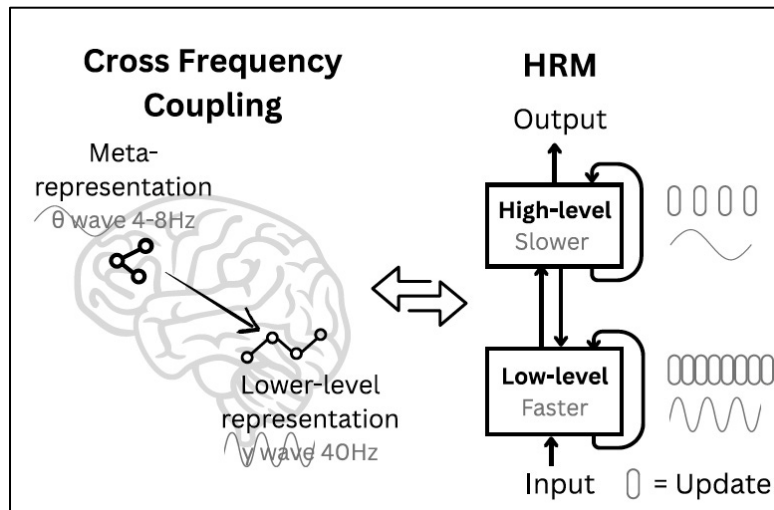 Cross Frequency
Coupling
Meta-
representation
θ wave 4-8Hz
Lower-level
representation
γ wave 40Hz
HRM
Output
High-level
Slower
Low-level
Faster
Input
= Update